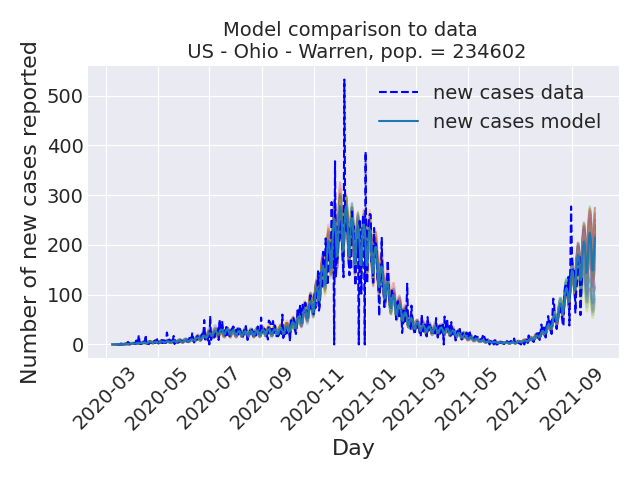 Model comparison to data
US - Ohio - Warren, pop. = 234602
Number of new cases reported
500
400
300
200
100
0
new cases data
new cases model
2020-03
2020-05
2020-07
2020-09
2020-11
2021-01
2021-03
2021-05
2021-07
2021-09
Day